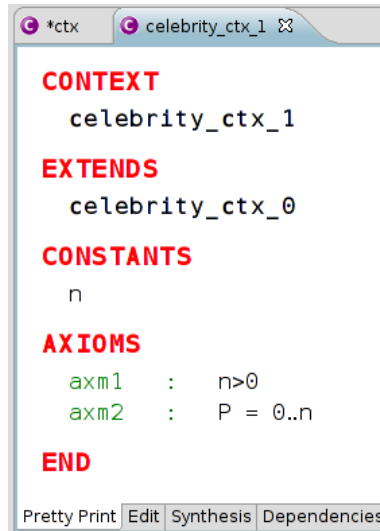 *ctx celebrity_ctx_1
CONTEXT
celebrity_ctx_1
EXTENDS
celebrity_ctx_0
CONSTANTS
n
AXIOMS
axm1 : n>0
axm2 : P = 0‥n
END
Pretty Print Edit Synthesis Dependencies